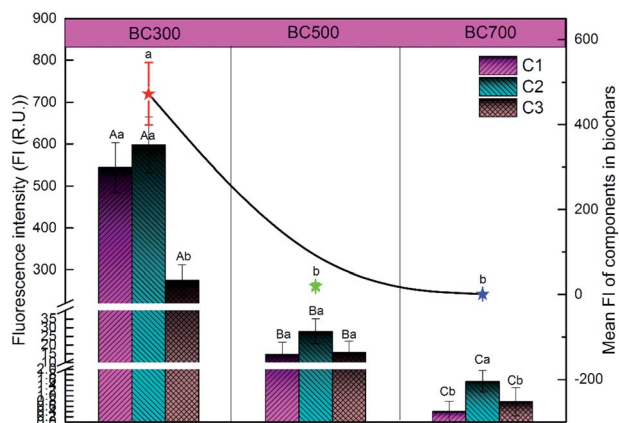 BC300 BC500 BC700
C1
C2
C3
Fluorescence intensity (FI (R.U.))
900
800
700
600
500
400
300
35
30
25
20
15
10
Mean FI of components in biochars
600
400
200
0
-200
a
Aa Aa Ab
b
Ba Ba Ba
b
Cb Ca Cb